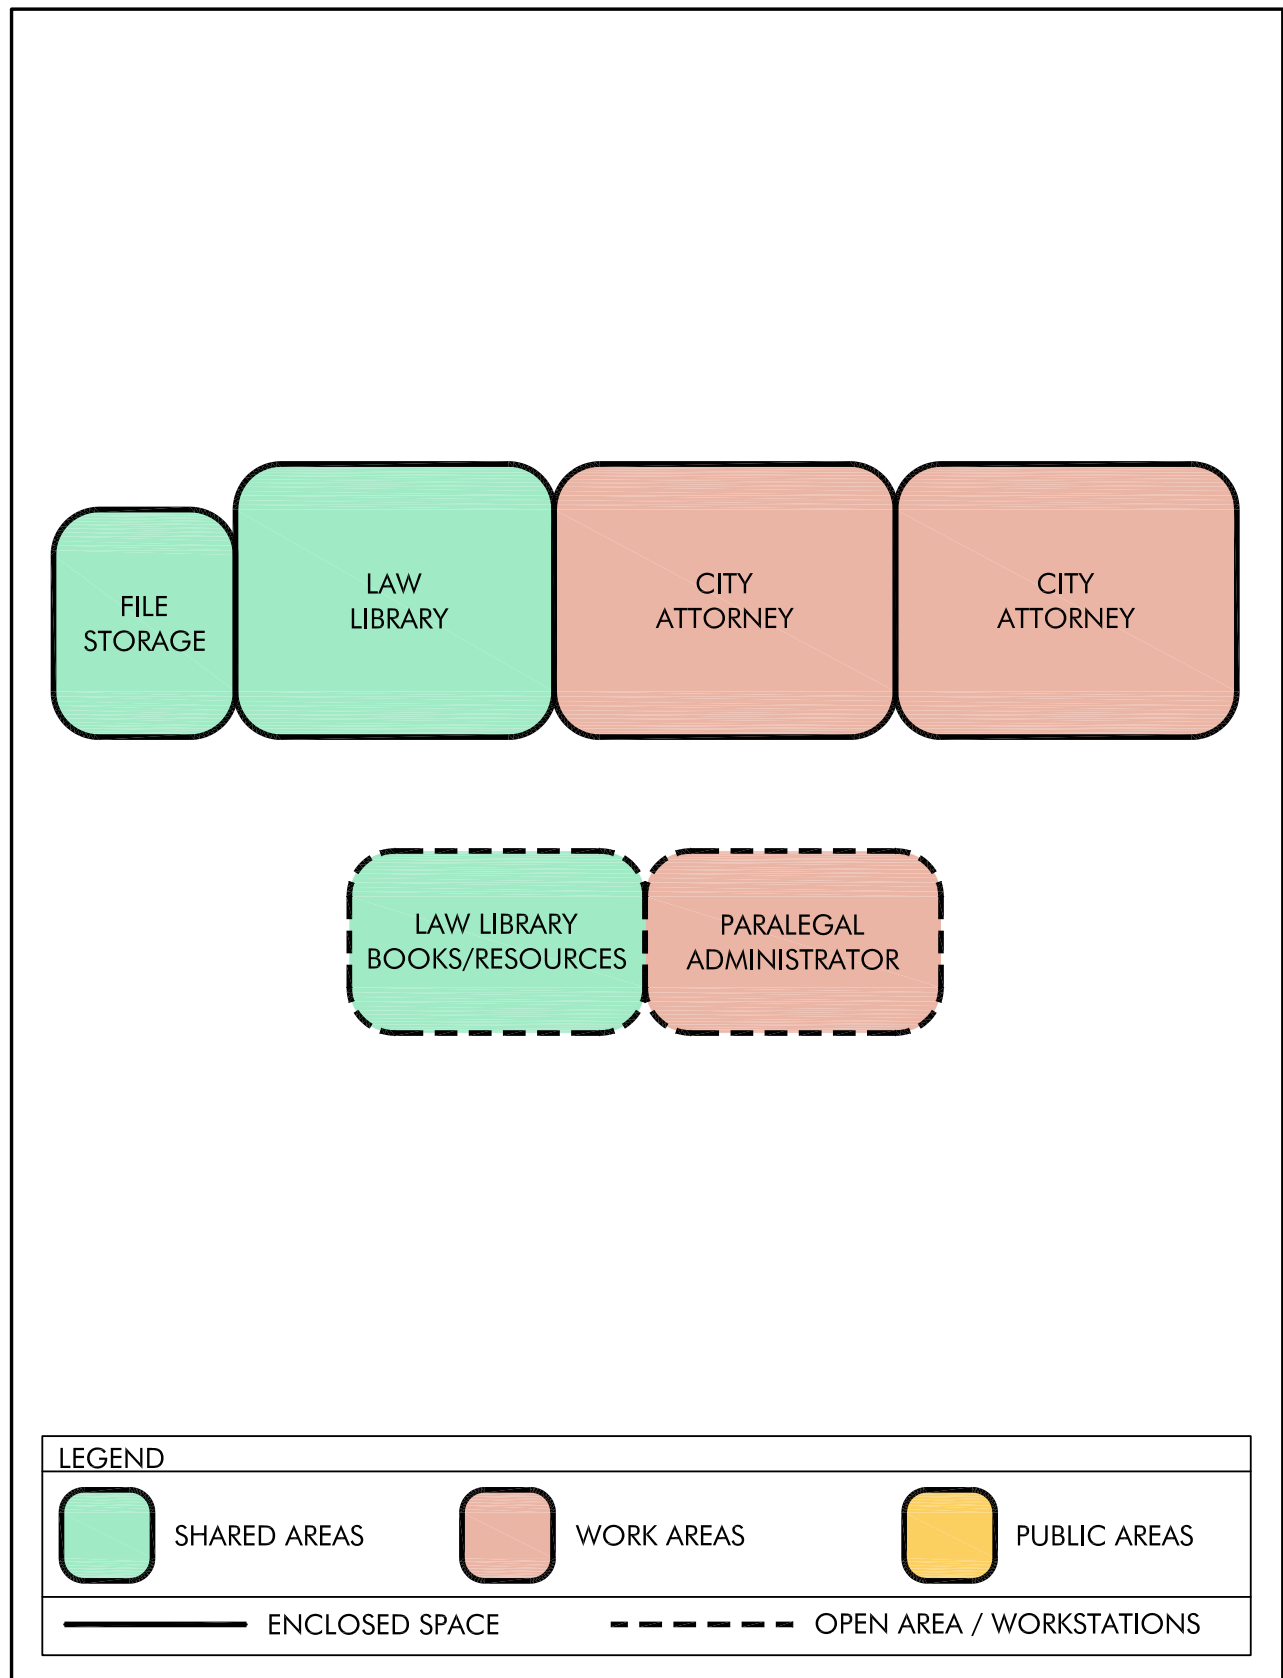 FILE
STORAGE
LAW
LIBRARY
CITY
ATTORNEY
CITY
ATTORNEY
LAW LIBRARY
BOOKS/RESOURCES
PARALEGAL
ADMINISTRATOR
LEGEND
SHARED AREAS
WORK AREAS
PUBLIC AREAS
ENCLOSED SPACE
OPEN AREA / WORKSTATIONS